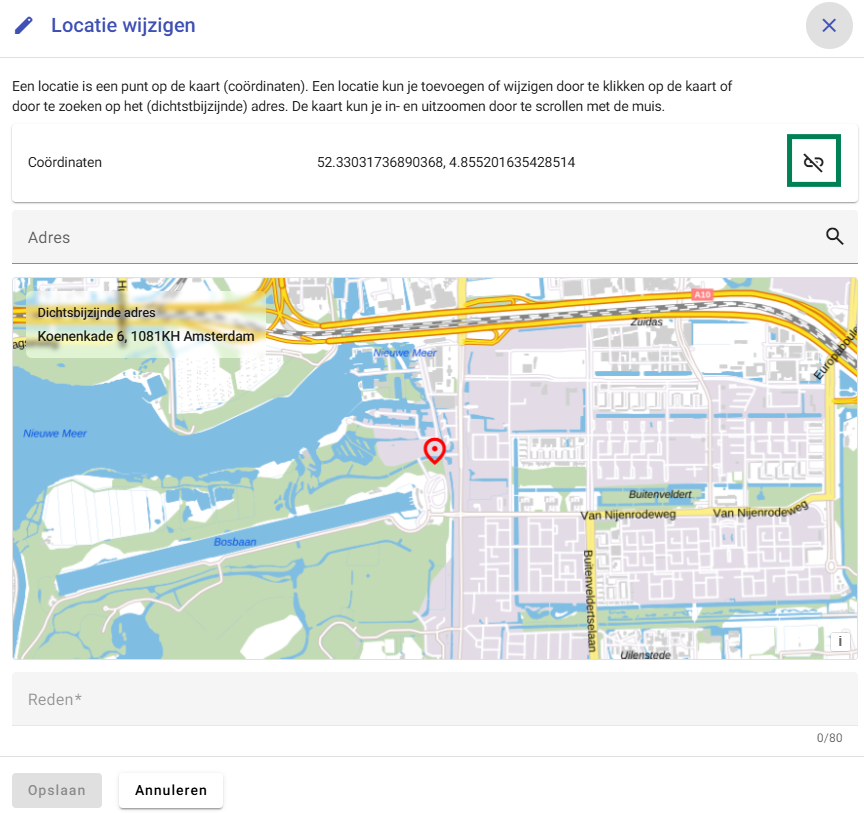 Locatie wijzigen
Een locatie is een punt op de kaart (coördinaten). Een locatie kun je toevoegen of wijzigen door te klikken op de kaart of
door te zoeken op het (dichtstbijzijnde) adres. De kaart kun je in- en uitzoomen door te scrollen met de muis.
Coördinaten 52.33031736890368, 4.855201635428514
Adres
A10
Dichtsbijzijnde adres
Zuidas
Koenenkade 6, 1081KH Amsterdam
Nieuwe Meer
Nieuwe Meer
Buitenveldert
Van Nijenrodeweg
Van Nijenrodeweg
Bosbaan
Buitenveldertselaan
Uilenstede
i
Reden*
0/80
Opslaan Annuleren